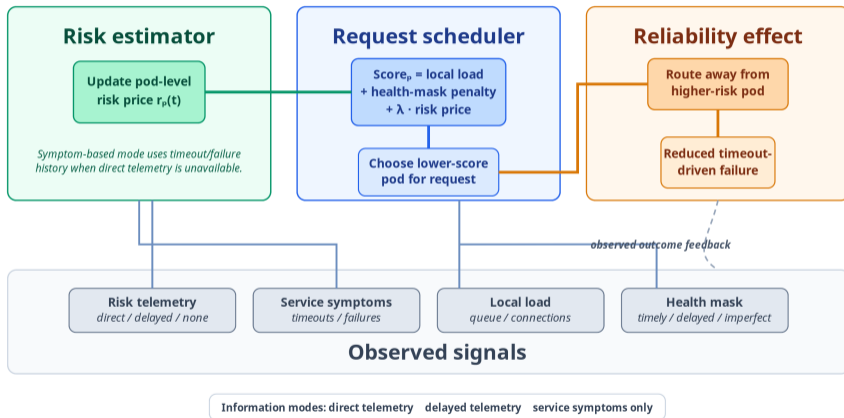 Risk estimator
Update pod-level
risk price rₚ(t)
Symptom-based mode uses timeout/failure
history when direct telemetry is unavailable.
Request scheduler
Scoreₚ = local load
+ health-mask penalty
+ λ · risk price
Choose lower-score
pod for request
Reliability effect
Route away from
higher-risk pod
Reduced timeout-
driven failure
observed outcome feedback
Risk telemetry
direct / delayed / none
Service symptoms
timeouts / failures
Local load
queue / connections
Health mask
timely / delayed / imperfect
Observed signals
Information modes: direct telemetry delayed telemetry service symptoms only